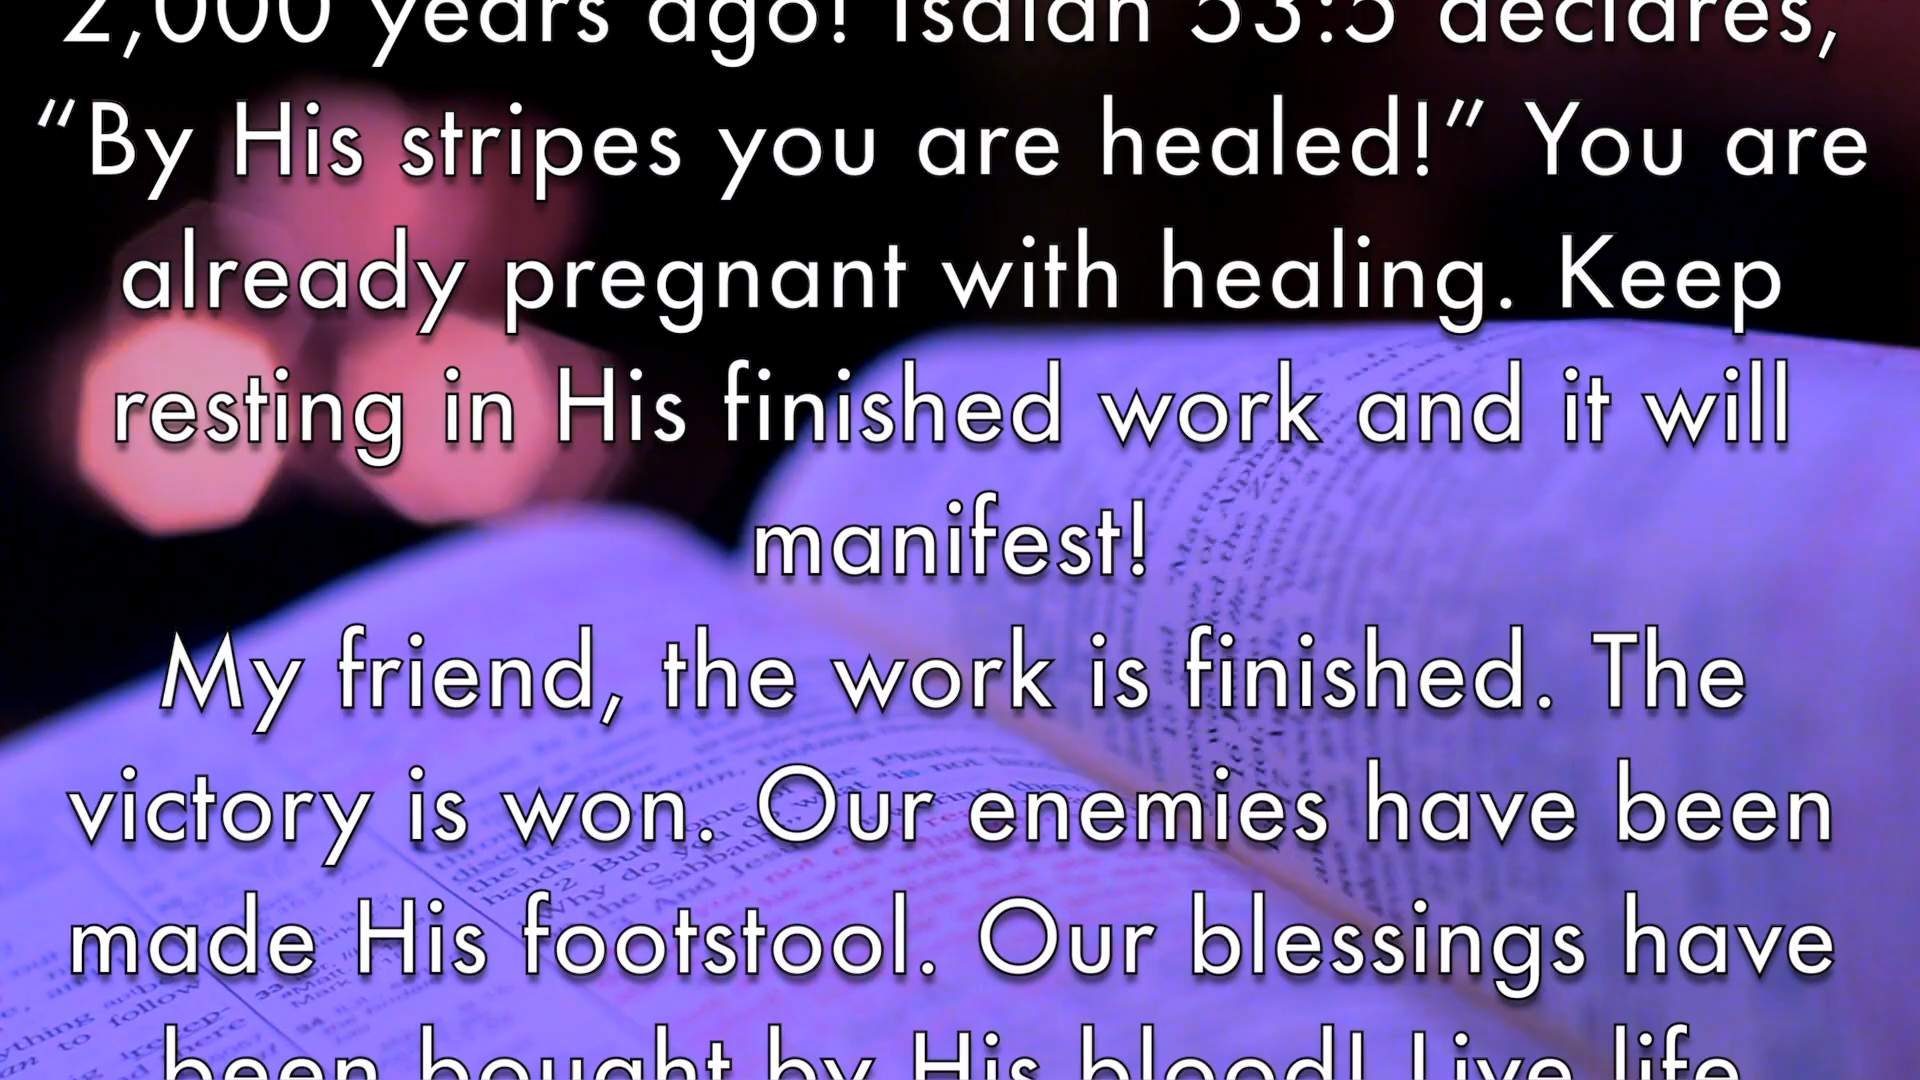 2,000 years ago! Isaiah 53:5 declares,
“By His stripes you are healed!” You are
already pregnant with healing. Keep
resting in His finished work and it will
manifest!
My friend, the work is finished. The
victory is won. Our enemies have been
made His footstool. Our blessings have
been bought by His blood! Live life